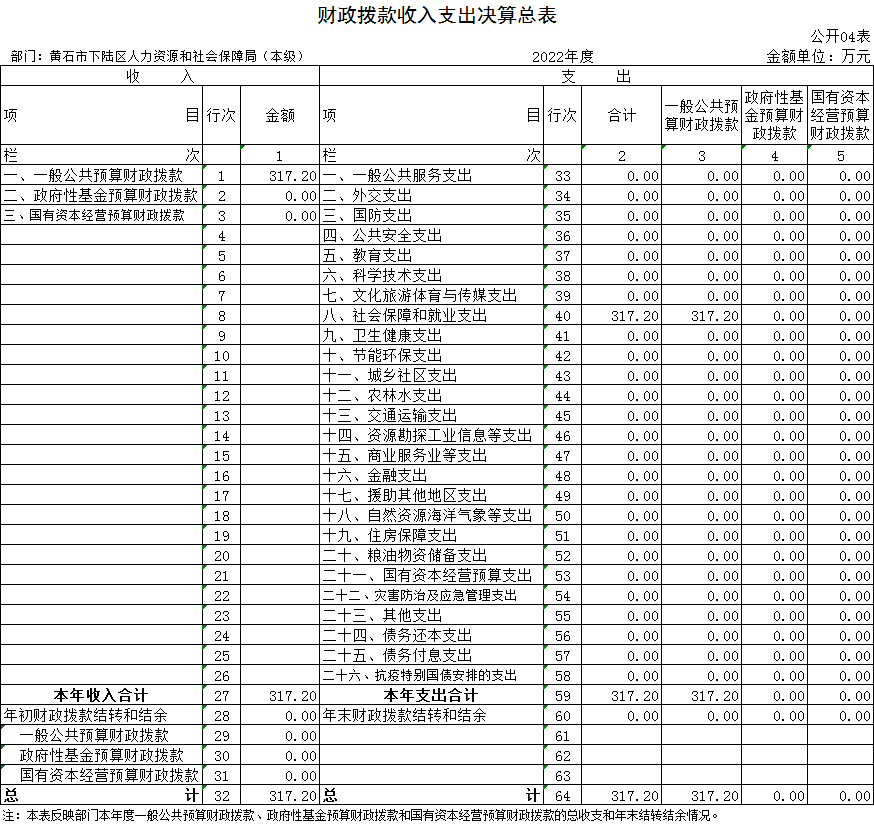 财政拨款收入支出决算总表
公开04表
部门：黄石市下陆区人力资源和社会保障局（本级） 2022年度 金额单位：万元
收 入 支 出
项 目 行次 金额 项 目 行次 合计 一般公共预算财政拨款 政府性基金预算财政拨款 国有资本经营预算财政拨款
栏 次 1 栏 次 2 3 4 5
一、一般公共预算财政拨款 1 317.20 一、一般公共服务支出 33 0.00 0.00 0.00 0.00
二、政府性基金预算财政拨款 2 0.00 二、外交支出 34 0.00 0.00 0.00 0.00
三、国有资本经营预算财政拨款 3 0.00 三、国防支出 35 0.00 0.00 0.00 0.00
4 四、公共安全支出 36 0.00 0.00 0.00 0.00
5 五、教育支出 37 0.00 0.00 0.00 0.00
6 六、科学技术支出 38 0.00 0.00 0.00 0.00
7 七、文化旅游体育与传媒支出 39 0.00 0.00 0.00 0.00
8 八、社会保障和就业支出 40 317.20 317.20 0.00 0.00
9 九、卫生健康支出 41 0.00 0.00 0.00 0.00
10 十、节能环保支出 42 0.00 0.00 0.00 0.00
11 十一、城乡社区支出 43 0.00 0.00 0.00 0.00
12 十二、农林水支出 44 0.00 0.00 0.00 0.00
13 十三、交通运输支出 45 0.00 0.00 0.00 0.00
14 十四、资源勘探工业信息等支出 46 0.00 0.00 0.00 0.00
15 十五、商业服务业等支出 47 0.00 0.00 0.00 0.00
16 十六、金融支出 48 0.00 0.00 0.00 0.00
17 十七、援助其他地区支出 49 0.00 0.00 0.00 0.00
18 十八、自然资源海洋气象等支出 50 0.00 0.00 0.00 0.00
19 十九、住房保障支出 51 0.00 0.00 0.00 0.00
20 二十、粮油物资储备支出 52 0.00 0.00 0.00 0.00
21 二十一、国有资本经营预算支出 53 0.00 0.00 0.00 0.00
22 二十二、灾害防治及应急管理支出 54 0.00 0.00 0.00 0.00
23 二十三、其他支出 55 0.00 0.00 0.00 0.00
24 二十四、债务还本支出 56 0.00 0.00 0.00 0.00
25 二十五、债务付息支出 57 0.00 0.00 0.00 0.00
26 二十六、抗疫特别国债安排的支出 58 0.00 0.00 0.00 0.00
本年收入合计 27 317.20 本年支出合计 59 317.20 317.20 0.00 0.00
年初财政拨款结转和结余 28 0.00 年末财政拨款结转和结余 60 0.00 0.00 0.00 0.00
一般公共预算财政拨款 29 0.00 61
政府性基金预算财政拨款 30 0.00 62
国有资本经营预算财政拨款 31 0.00 63
总 计 32 317.20 总 计 64 317.20 317.20 0.00 0.00
注：本表反映部门本年度一般公共预算财政拨款、政府性基金预算财政拨款和国有资本经营预算财政拨款的总收支和年末结转结余情况。